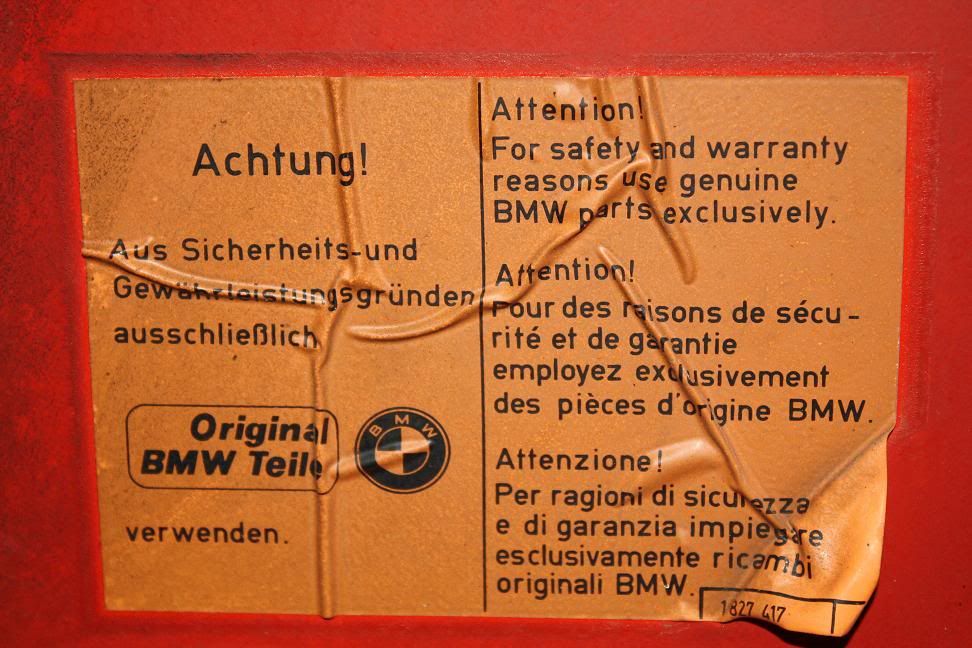 Achtung!
Aus Sicherheits-und
Gewährleistungsgründen
ausschließlich
Original
BMW Teile
BMW
verwenden.
Attention!
For safety and warranty
reasons use genuine
BMW parts exclusively.
Attention!
Pour des raisons de sécu-
rité et de garantie
employez exclusivement
des pièces d'origine BMW.
Attenzione!
Per ragioni di sicurezza
e di garanzia impiegare
esclusivamente ricambi
originali BMW.
1 827 417